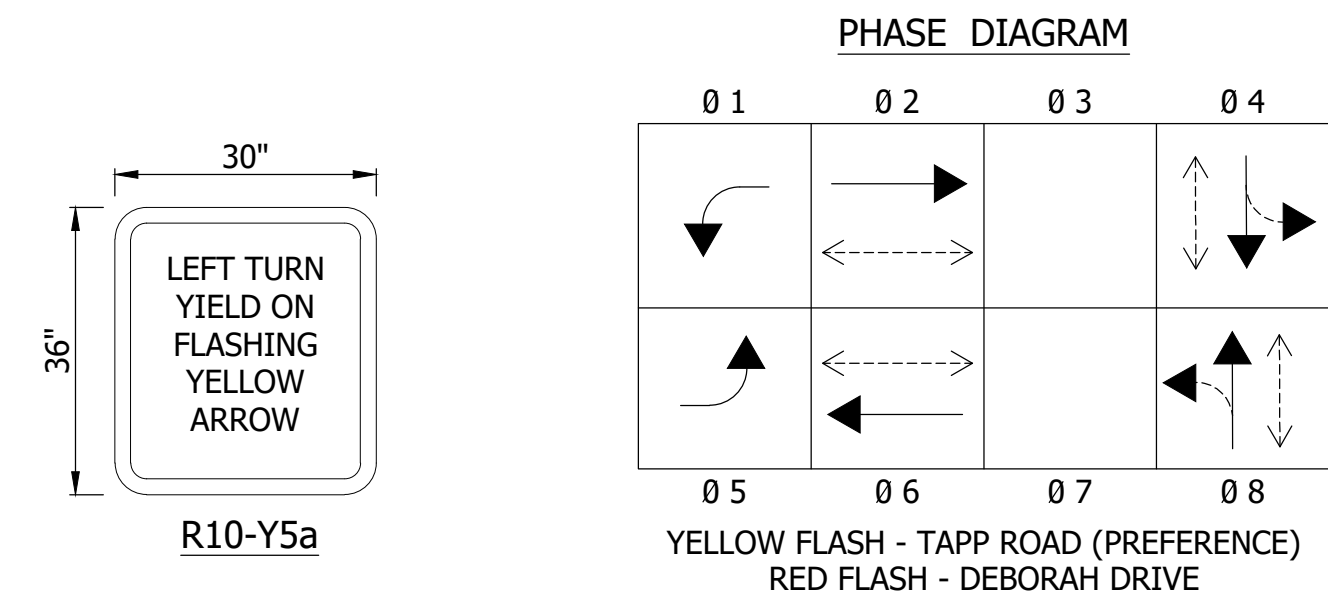 PHASE DIAGRAM
Ø 1 Ø 2 Ø 3 Ø 4
30"
36"
LEFT TURN
YIELD ON
FLASHING
YELLOW
ARROW
R10-Y5a
Ø 5 Ø 6 Ø 7 Ø 8
YELLOW FLASH - TAPP ROAD (PREFERENCE)
RED FLASH - DEBORAH DRIVE